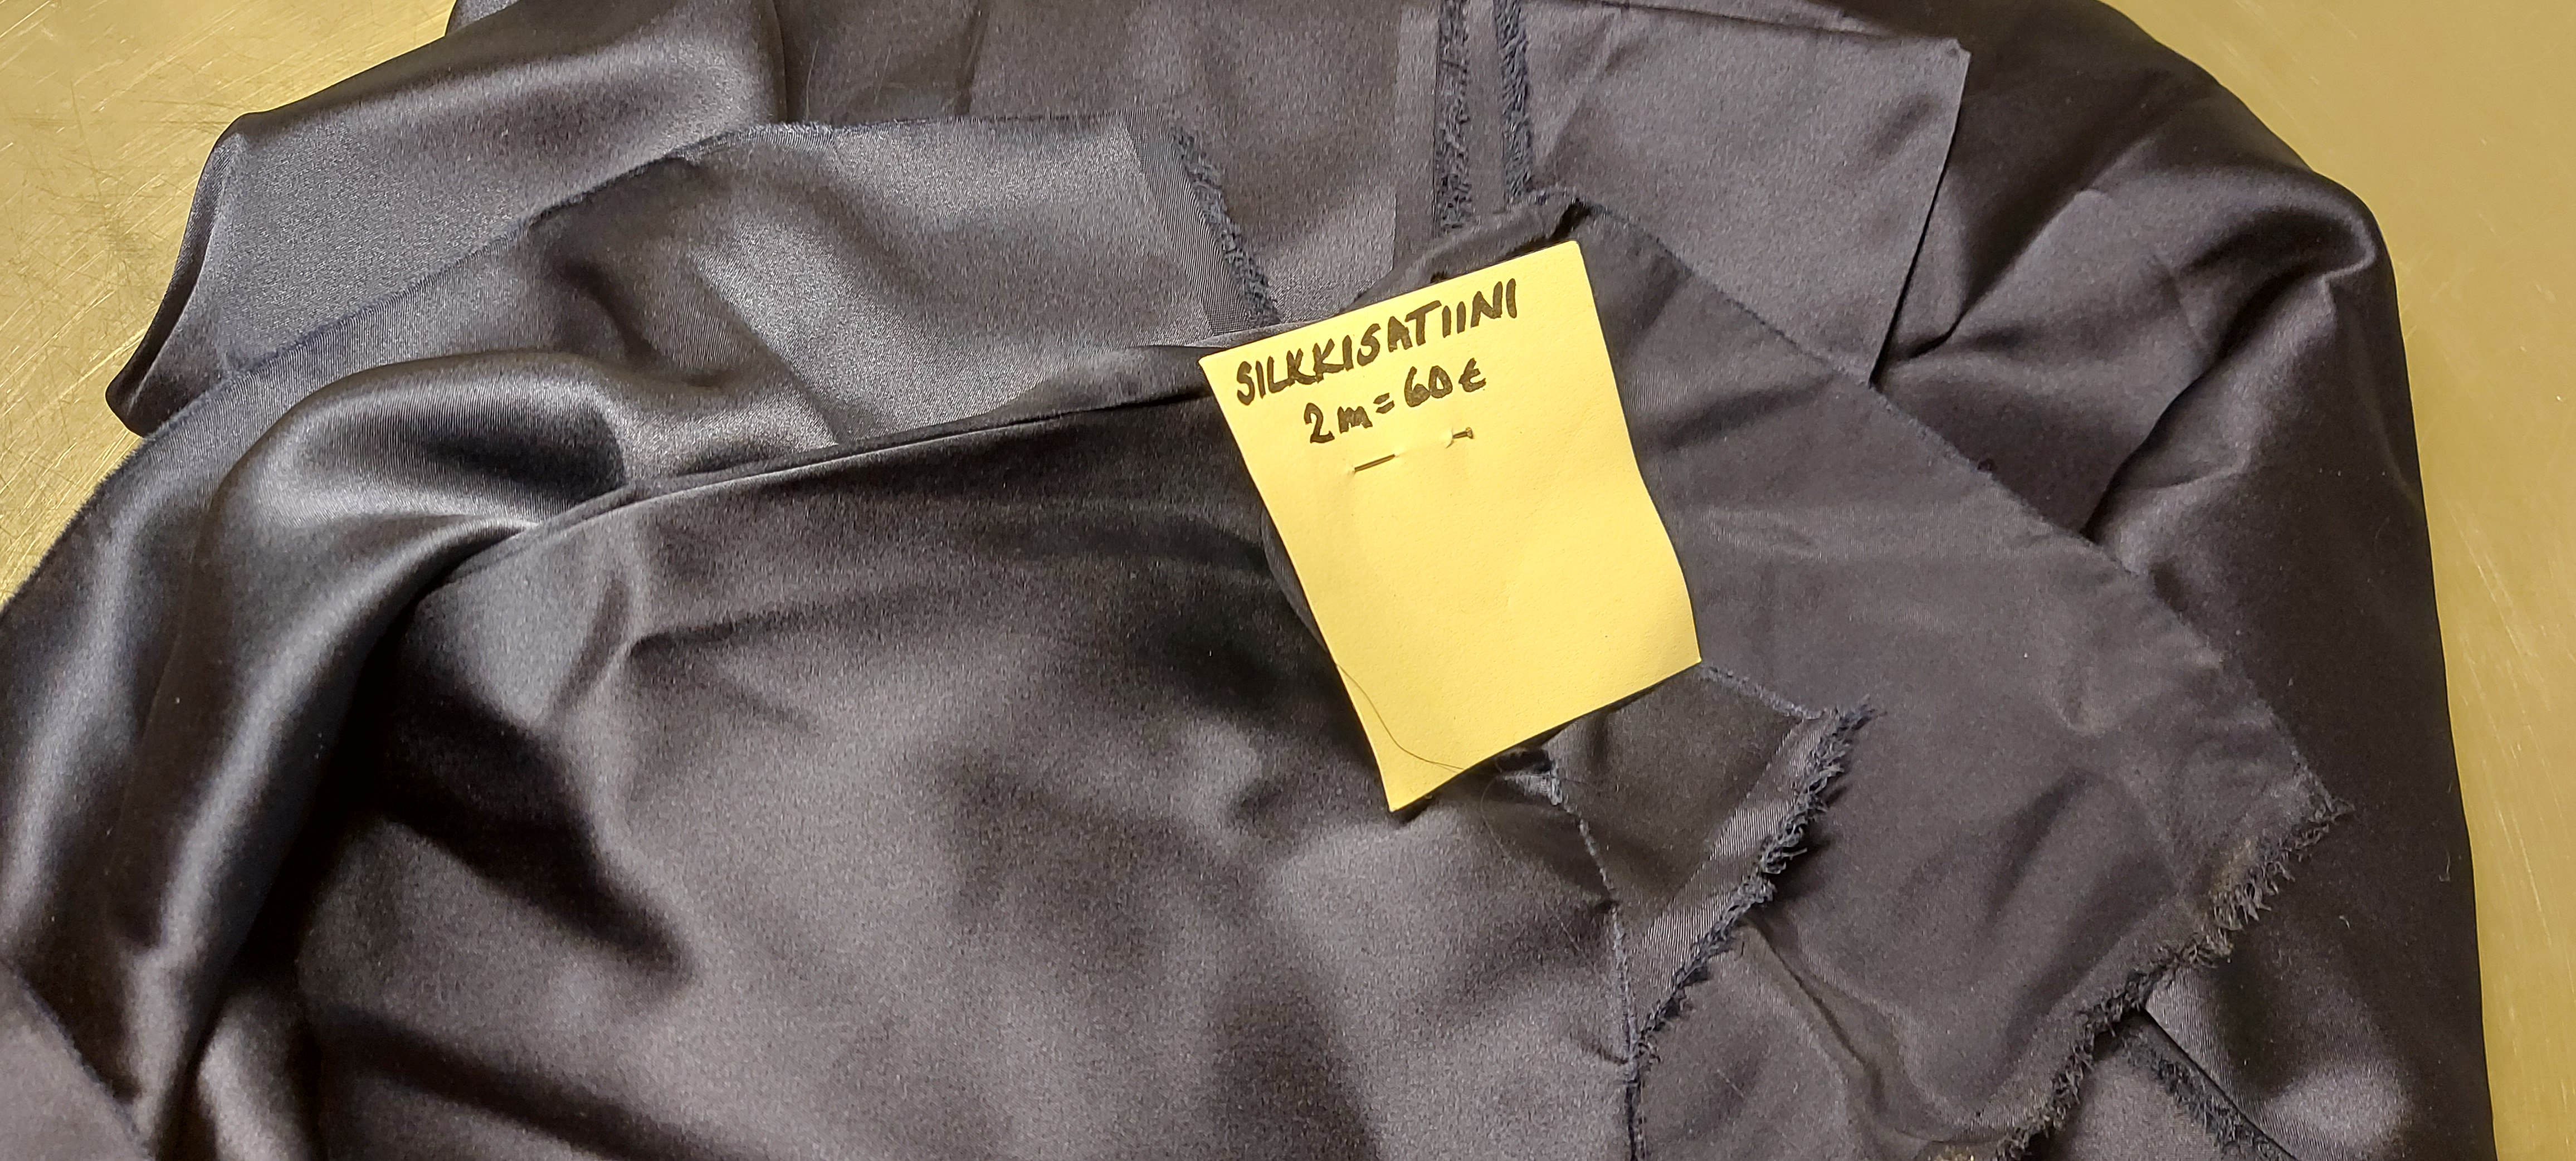 SILKKISATIINI
2m = 60€